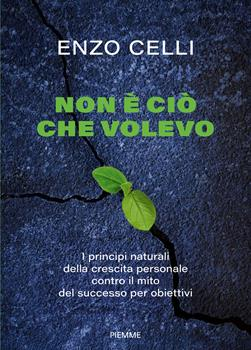 ENZO CELLI
NON È CIÒ
CHE VOLEVO
I principi naturali
della crescita personale
contro il mito
del successo per obiettivi
PIEMME